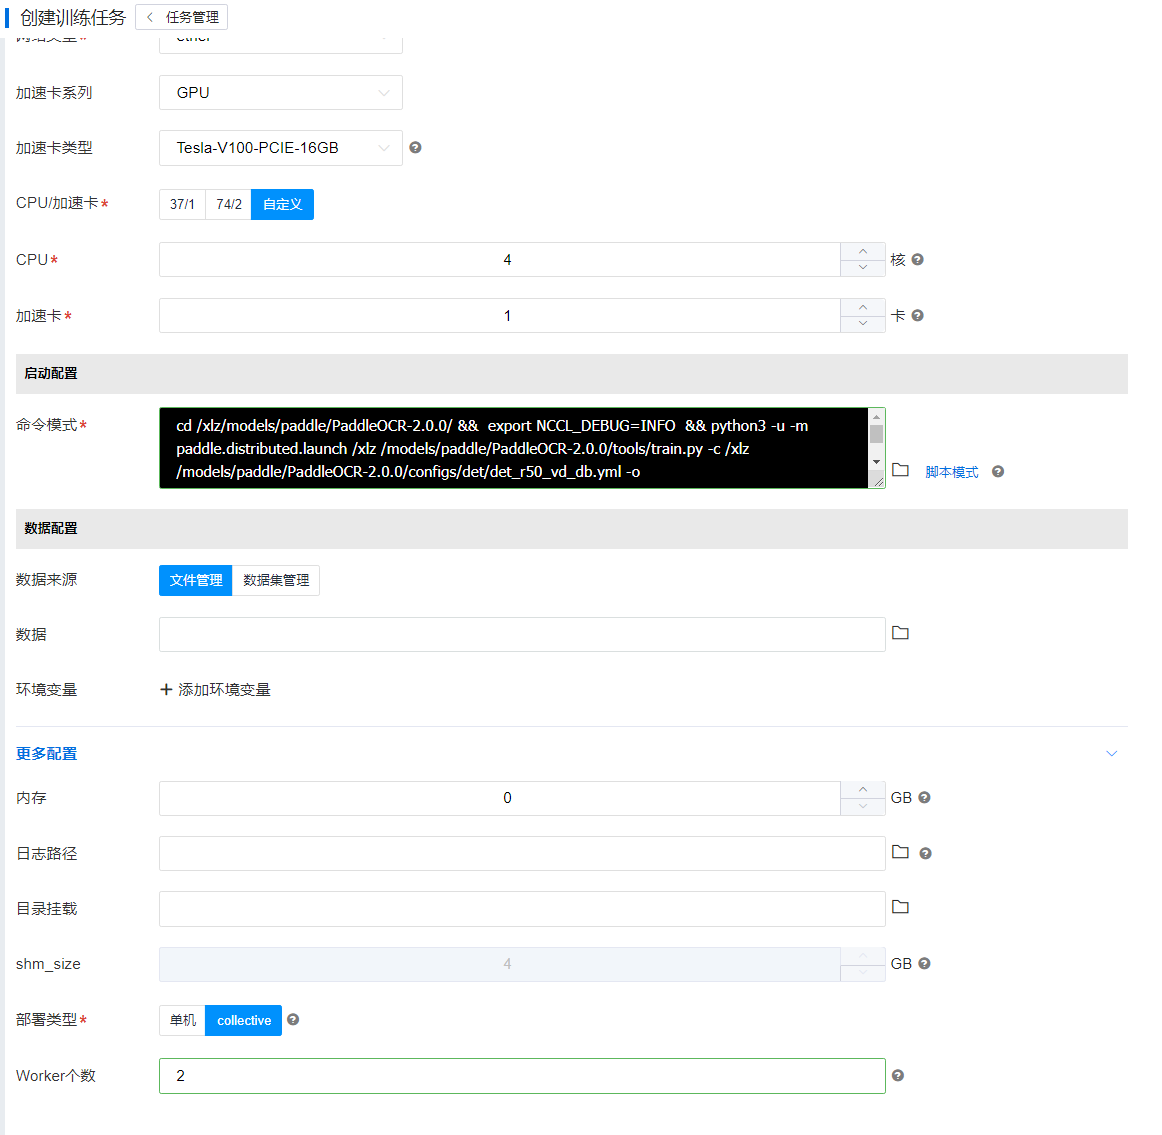 创建训练任务 任务管理
网络类型* ether
加速卡系列 GPU
加速卡类型 Tesla-V100-PCIE-16GB
CPU/加速卡* 37/1 74/2 自定义
CPU* 4 核
加速卡* 1 卡
启动配置
命令模式* cd /xlz/models/paddle/PaddleOCR-2.0.0/ && export NCCL_DEBUG=INFO && python3 -u -m
paddle.distributed.launch /xlz /models/paddle/PaddleOCR-2.0.0/tools/train.py -c /xlz
/models/paddle/PaddleOCR-2.0.0/configs/det/det_r50_vd_db.yml -o
脚本模式
数据配置
数据来源 文件管理 数据集管理
数据
环境变量 + 添加环境变量
更多配置
内存 0 GB
日志路径
目录挂载
shm_size 4 GB
部署类型* 单机 collective
Worker个数 2